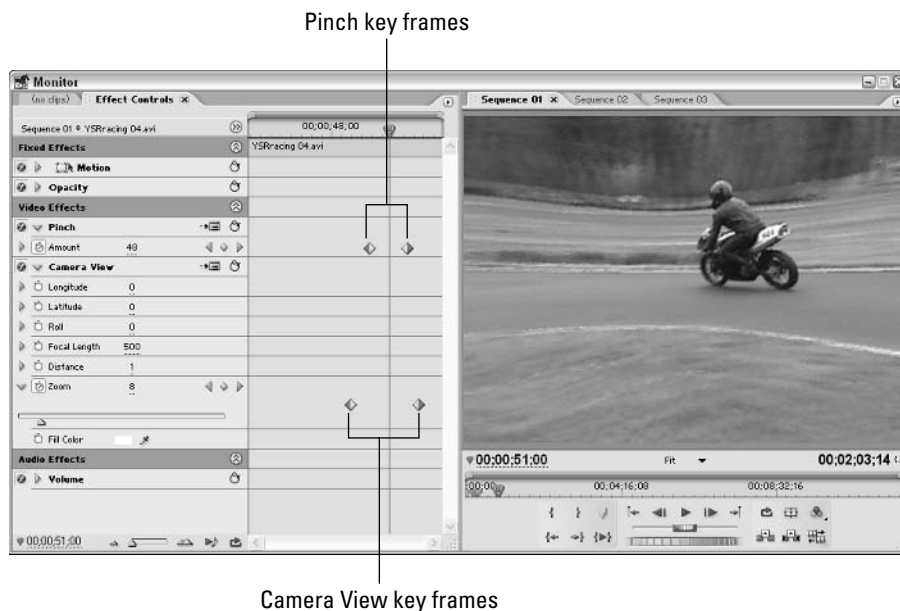 Pinch key frames
Monitor
(no clips) Effect Controls x
Sequence 01 x Sequence 02 Sequence 03
Sequence 01 * YSRracing 04.avi
00;00;48;00
Fixed Effects
YSRracing 04.avi
Motion
Opacity
Video Effects
Pinch
Amount 48
Camera View
Longitude 0
Latitude 0
Roll 0
Focal Length 500
Distance 1
Zoom 8
Fill Color
Audio Effects
Volume
00;00;51;00
00;00;51;00 Fit 00;02;03;14
00;00 00;04;16;08 00;08;32;16
Camera View key frames